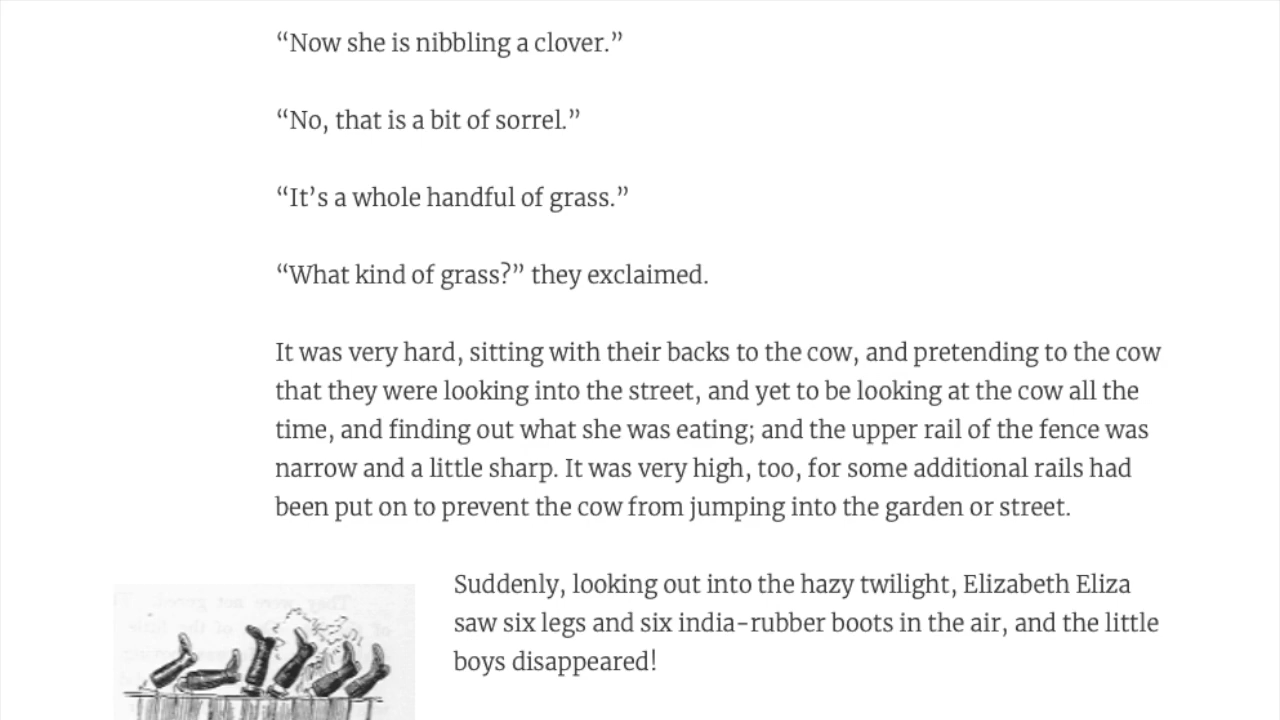 “Now she is nibbling a clover.”
“No, that is a bit of sorrel.”
“It’s a whole handful of grass.”
“What kind of grass?” they exclaimed.
It was very hard, sitting with their backs to the cow, and pretending to the cow
that they were looking into the street, and yet to be looking at the cow all the
time, and finding out what she was eating; and the upper rail of the fence was
narrow and a little sharp. It was very high, too, for some additional rails had
been put on to prevent the cow from jumping into the garden or street.
Suddenly, looking out into the hazy twilight, Elizabeth Eliza
saw six legs and six india-rubber boots in the air, and the little
boys disappeared!